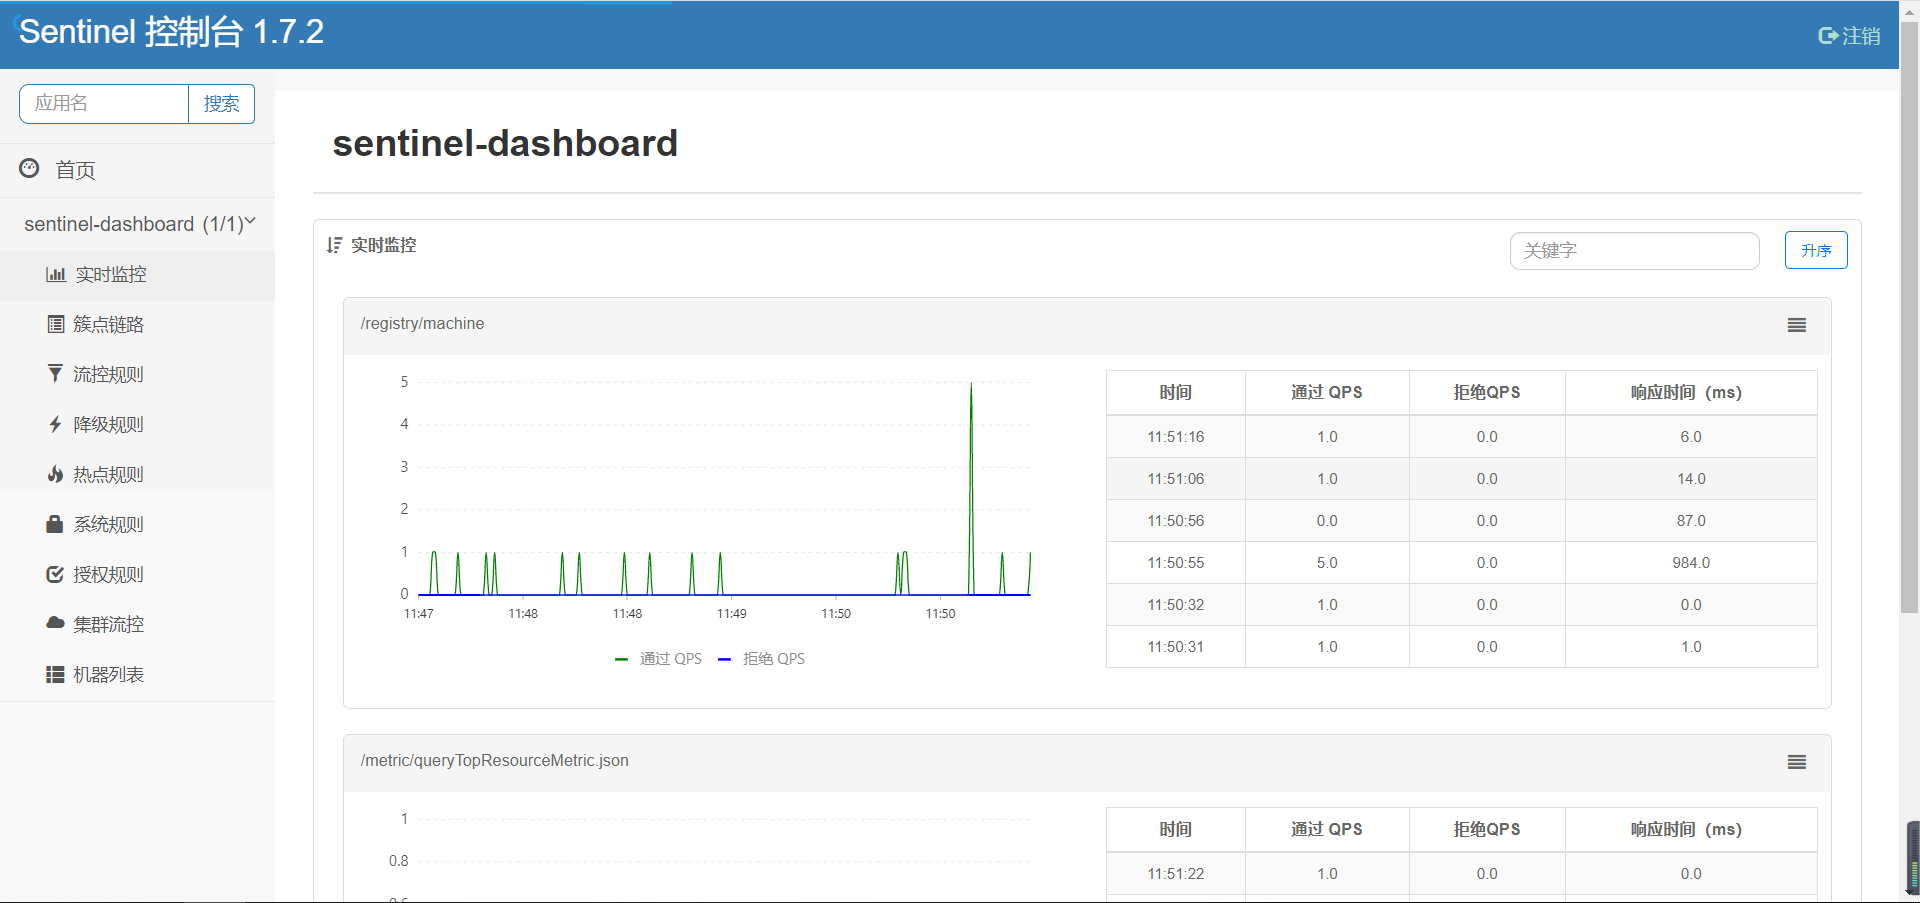 Sentinel 控制台 1.7.2
注销
应用名
搜索
首页
sentinel-dashboard (1/1)
实时监控
簇点链路
流控规则
降级规则
热点规则
系统规则
授权规则
集群流控
机器列表
sentinel-dashboard
实时监控
关键字
升序
/registry/machine
5
4
3
2
1
0
11:47 11:48 11:48 11:49 11:50 11:50
通过 QPS 拒绝 QPS
时间 通过 QPS 拒绝QPS 响应时间 (ms)
11:51:16 1.0 0.0 6.0
11:51:06 1.0 0.0 14.0
11:50:56 0.0 0.0 87.0
11:50:55 5.0 0.0 984.0
11:50:32 1.0 0.0 0.0
11:50:31 1.0 0.0 1.0
/metric/queryTopResourceMetric.json
1
0.8
时间 通过 QPS 拒绝QPS 响应时间 (ms)
11:51:22 1.0 0.0 0.0